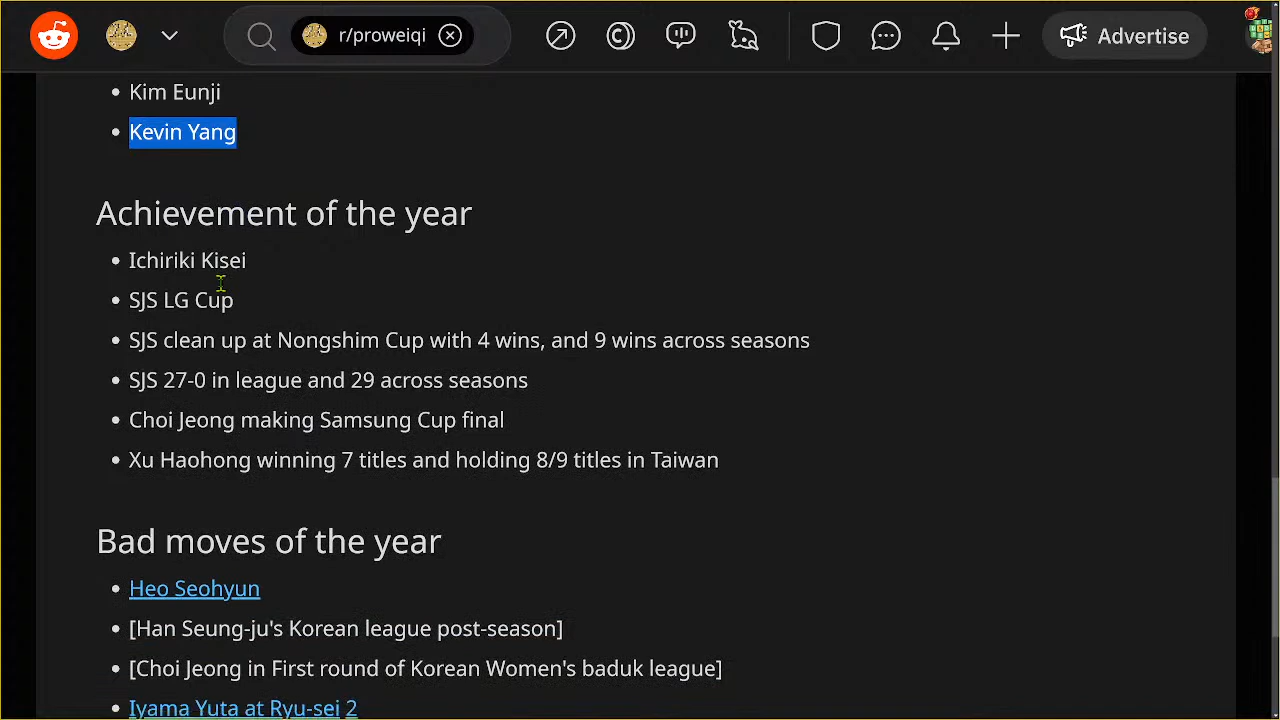 r/proweiqi
Advertise
Kim Eunji
Kevin Yang
Achievement of the year
Ichiriki Kisei
SJS LG Cup
SJS clean up at Nongshim Cup with 4 wins, and 9 wins across seasons
SJS 27-0 in league and 29 across seasons
Choi Jeong making Samsung Cup final
Xu Haohong winning 7 titles and holding 8/9 titles in Taiwan
Bad moves of the year
Heo Seohyun
[Han Seung-ju's Korean league post-season]
[Choi Jeong in First round of Korean Women's baduk league]
Iyama Yuta at Ryu-sei 2